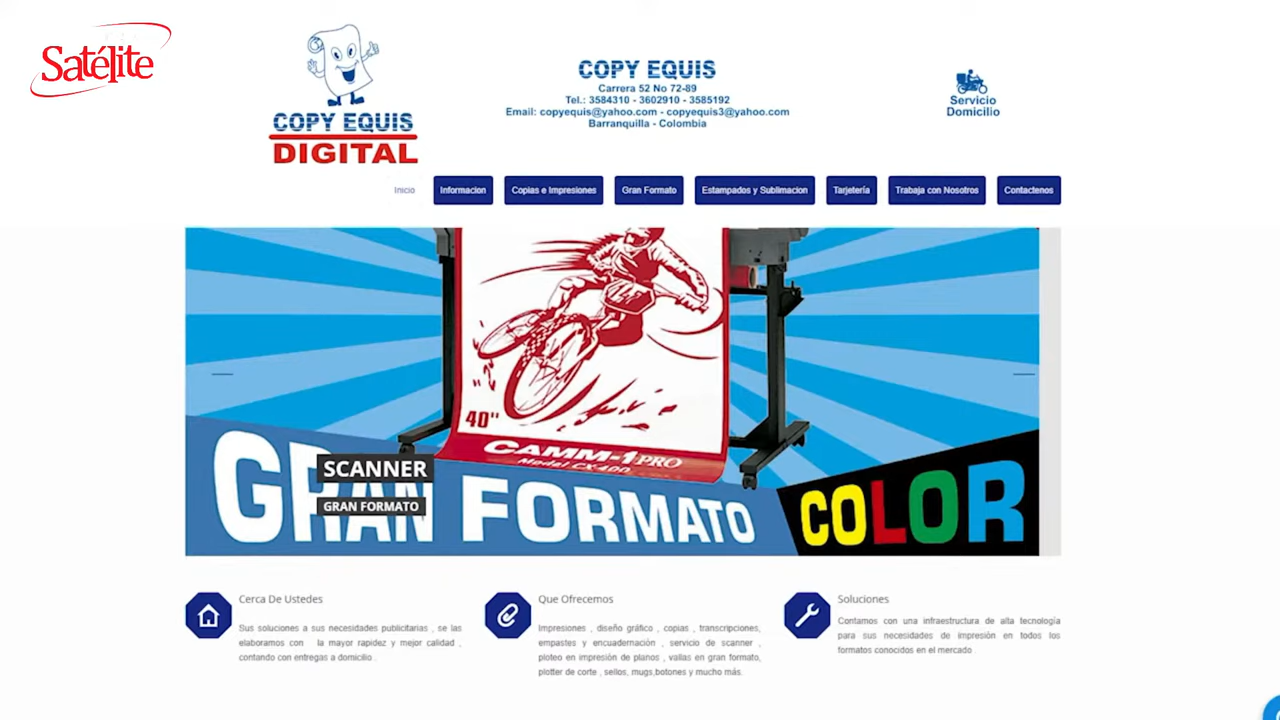 Satélite
COPY EQUIS
DIGITAL
COPY EQUIS
Carrera 52 No 72-89
Tel.: 3584310 - 3602910 - 3585192
Email: copyequis@yahoo.com - copyequis3@yahoo.com
Barranquilla - Colombia
Servicio
Domicilio
Inicio Informacion Copias e Impresiones Gran Formato Estampados y Sublimacion Tarjetería Trabaja con Nosotros Contactenos
40"
CAMM-1 PRO
Model CX400
SCANNER
GRAN FORMATO
GRAN FORMATO COLOR
Cerca De Ustedes
Sus soluciones a sus necesidades publicitarias , se las
elaboramos con la mayor rapidez y mejor calidad ,
contando con entregas a domicilio .
Que Ofrecemos
Impresiones , diseño gráfico , copias , transcripciones,
empastes y encuadernación , servicio de scanner ,
ploteo en impresión de planos , vallas en gran formato,
plotter de corte , sellos, mugs,botones y mucho más.
Soluciones
Contamos con una infraestructura de alta tecnología
para sus necesidades de impresión en todos los
formatos conocidos en el mercado .